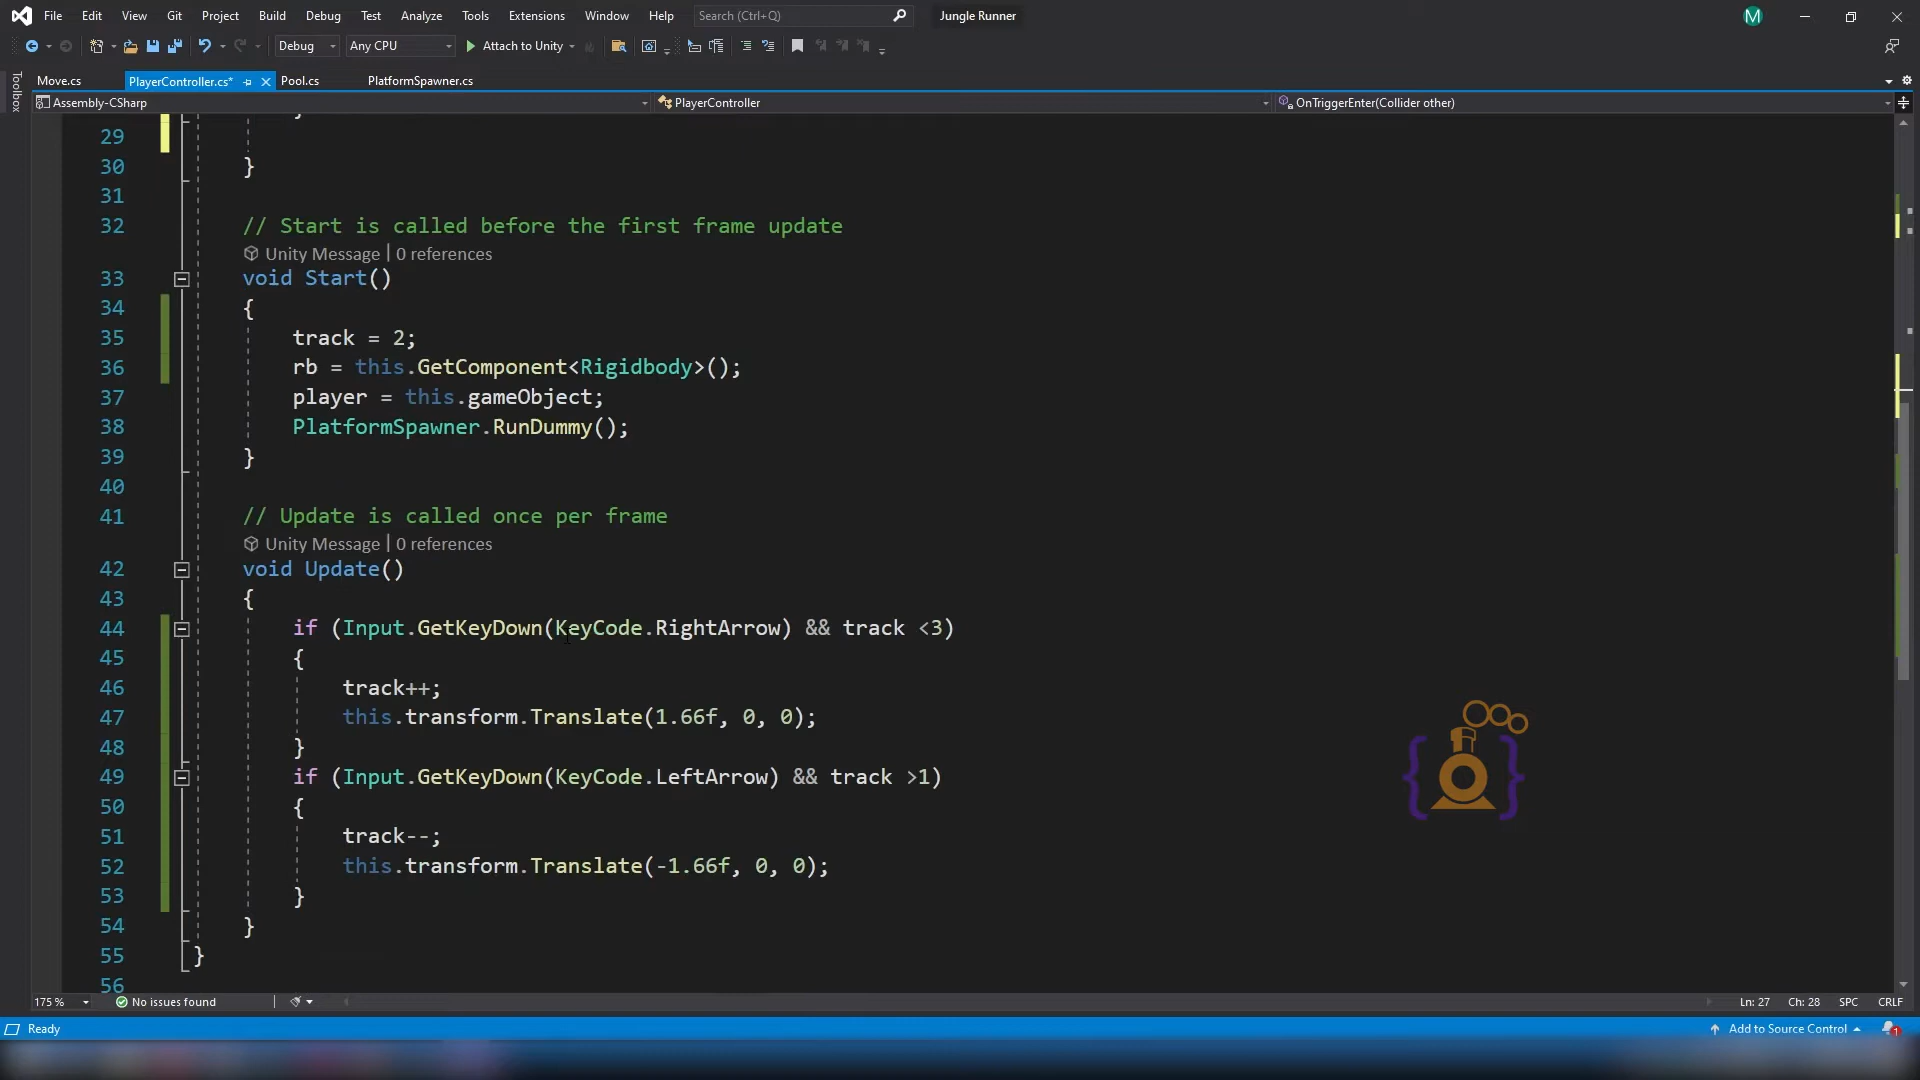 File Edit View Git Project Build Debug Test Analyze Tools Extensions Window Help Search (Ctrl+Q) Jungle Runner M
Debug Any CPU Attach to Unity
Toolbox
Move.cs PlayerController.cs* Pool.cs PlatformSpawner.cs
Assembly-CSharp PlayerController OnTriggerEnter(Collider other)
}
29
30 }
31
32 // Start is called before the first frame update
Unity Message | 0 references
33 void Start()
34 {
35 track = 2;
36 rb = this.GetComponent<Rigidbody>();
37 player = this.gameObject;
38 PlatformSpawner.RunDummy();
39 }
40
41 // Update is called once per frame
Unity Message | 0 references
42 void Update()
43 {
44 if (Input.GetKeyDown(KeyCode.RightArrow) && track <3)
45 {
46 track++;
47 this.transform.Translate(1.66f, 0, 0);
48 }
49 if (Input.GetKeyDown(KeyCode.LeftArrow) && track >1)
50 {
51 track--;
52 this.transform.Translate(-1.66f, 0, 0);
53 }
54 }
55 }
56
175 % No issues found Ln: 27 Ch: 28 SPC CRLF
Ready Add to Source Control 1